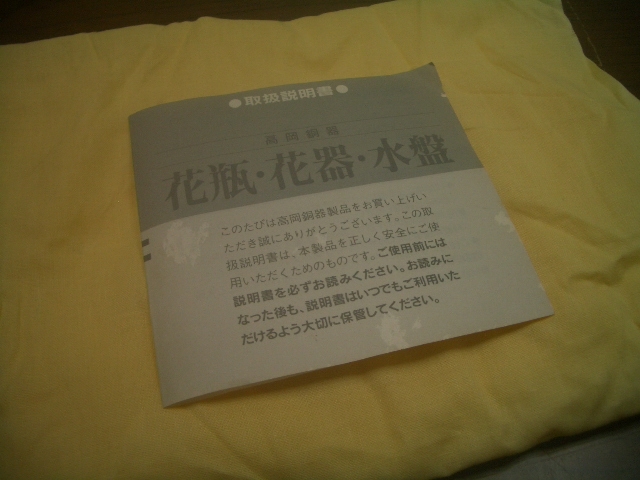 ●取扱説明書●
高岡銅器
花瓶・花器・水盤
このたびは高岡銅器製品をお買い上げい
ただき誠にありがとうございます。この取
扱説明書は、本製品を正しく安全にご使
用いただくためのものです。ご使用前には
説明書を必ずお読みください。お読みに
なった後も、説明書はいつでもご利用いた
だけるよう大切に保管してください。